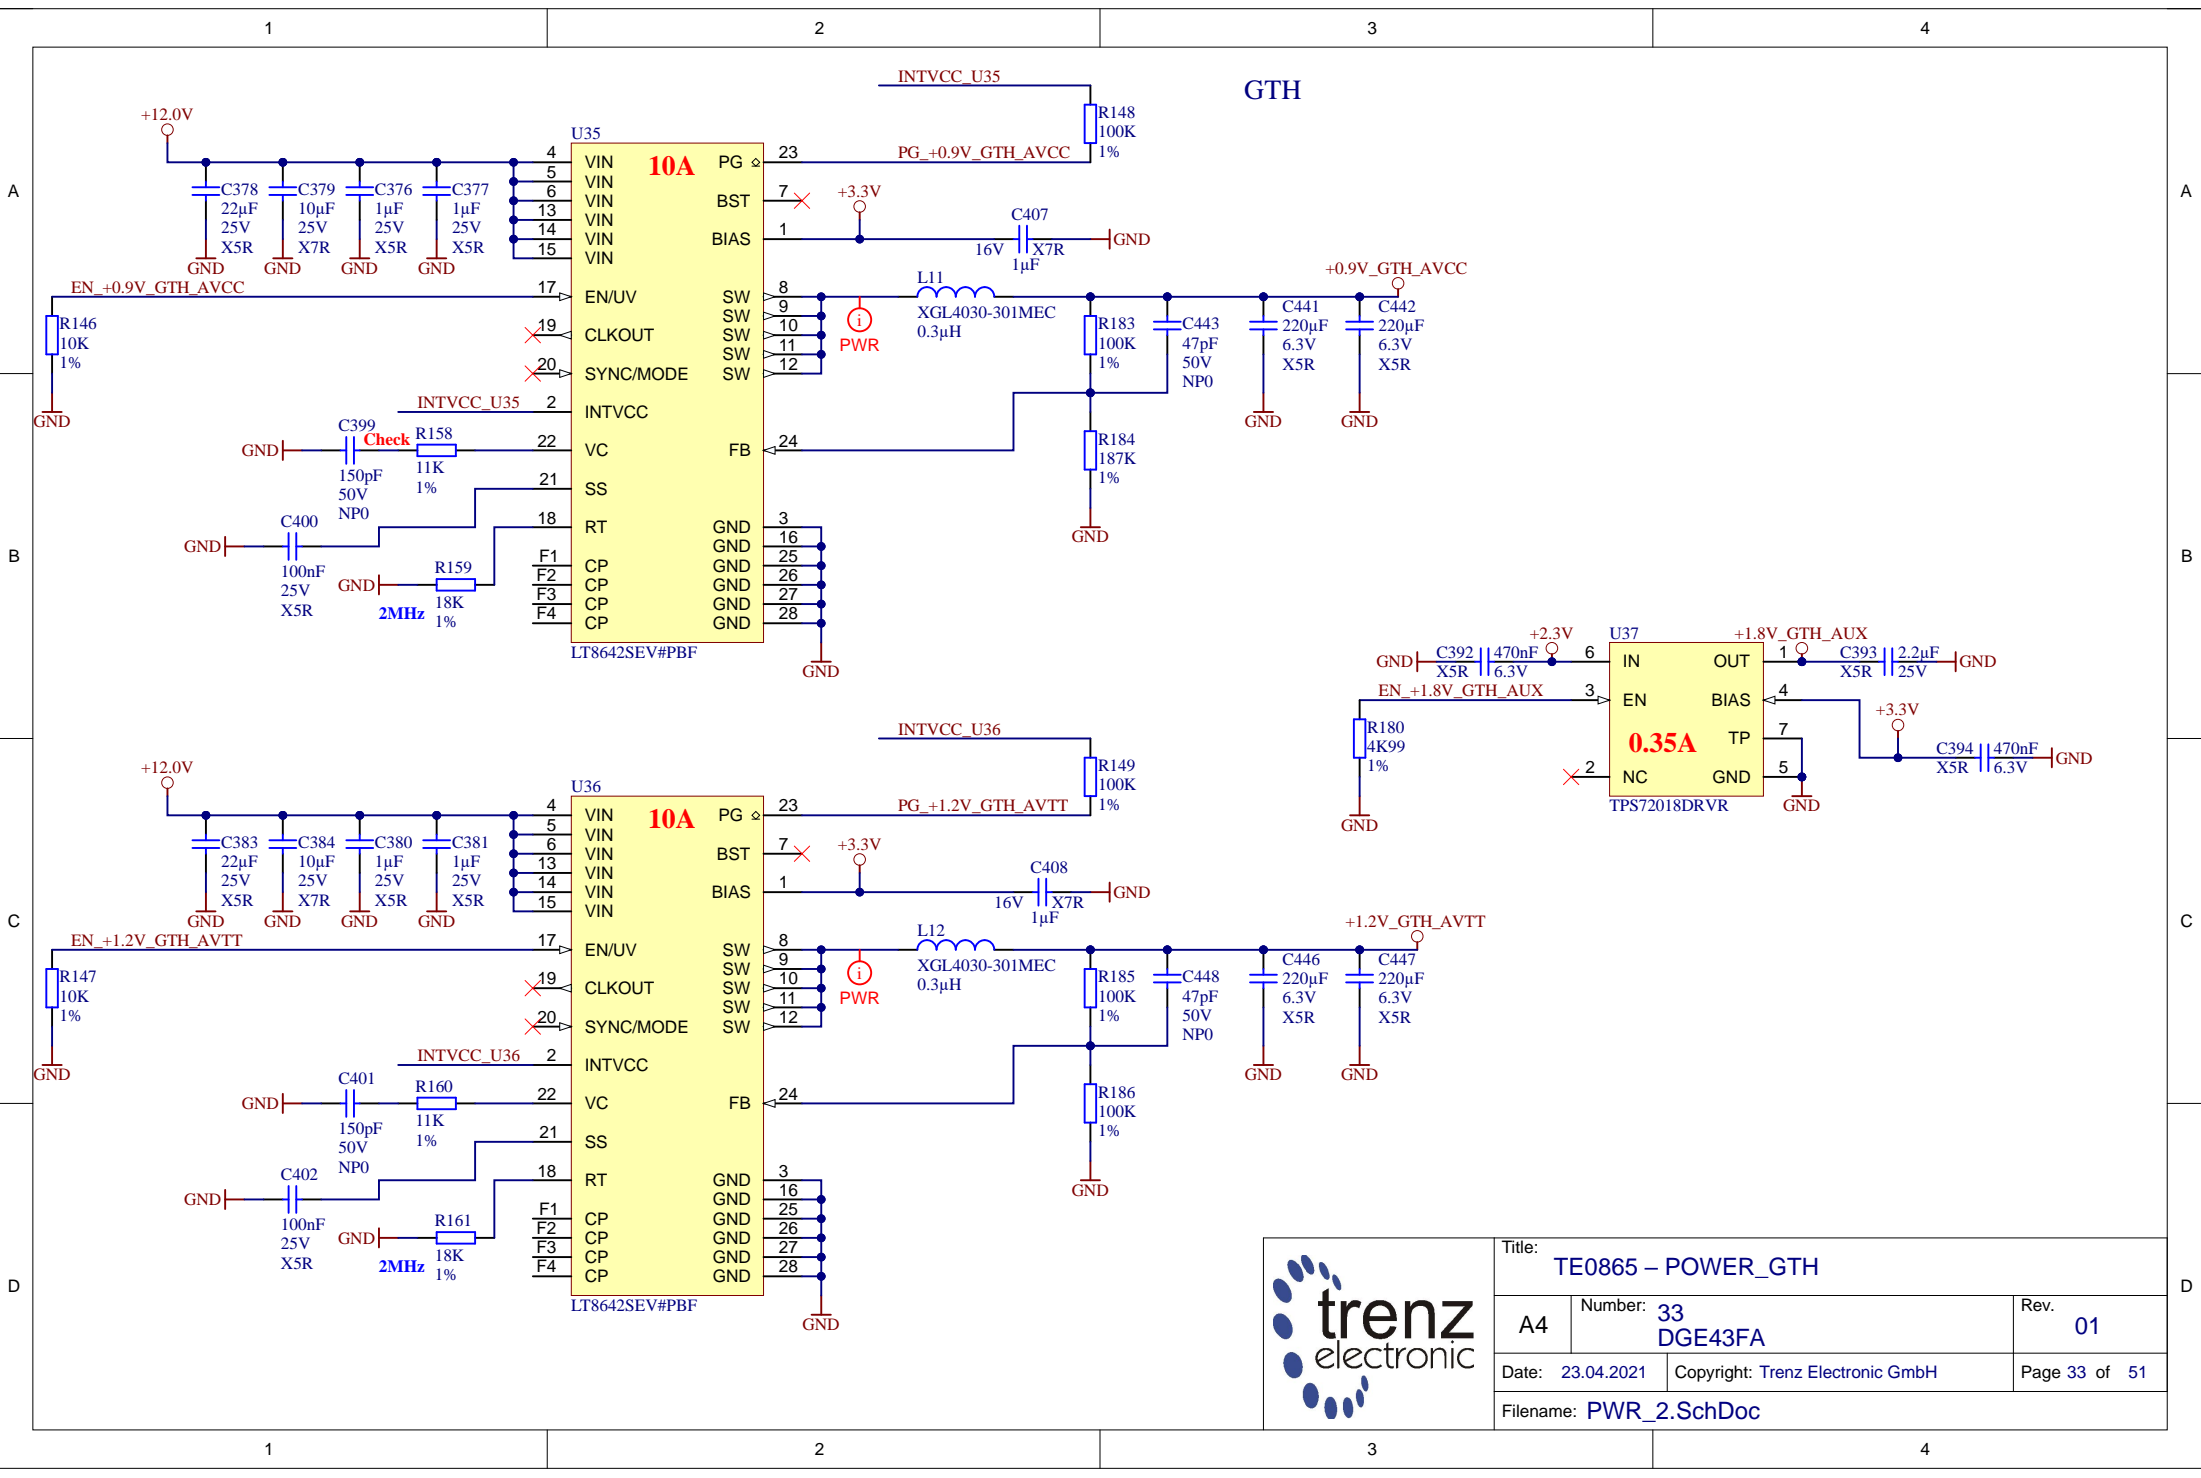 1 2 3 4
A
B
C
D
A
B
C
D
GTH
INTVCC_U35
R148
100K
1%
+12.0V
U35
10A
4 VIN
5 VIN
6 VIN
13 VIN
14 VIN
15 VIN
PG 23
PG_+0.9V_GTH_AVCC
BST 7
+3.3V
BIAS 1
C407
16V X7R
1µF
GND
C378
22µF
25V
X5R
GND
C379
10µF
25V
X7R
GND
C376
1µF
25V
X5R
GND
C377
1µF
25V
X5R
GND
EN_+0.9V_GTH_AVCC
17 EN/UV
R146
10K
1%
GND
19 CLKOUT
20 SYNC/MODE
INTVCC_U35 2 INTVCC
SW 8
SW 9
SW 10
SW 11
SW 12
i
PWR
L11
XGL4030-301MEC
0.3µH
+0.9V_GTH_AVCC
R183
100K
1%
C443
47pF
50V
NP0
C441
220µF
6.3V
X5R
GND
C442
220µF
6.3V
X5R
GND
GND
C399
150pF
50V
NP0
Check
R158
11K
1%
22 VC
FB 24
R184
187K
1%
GND
21 SS
GND
C400
100nF
25V
X5R
18 RT
GND
R159
18K
1%
2MHz
F1 CP
F2 CP
F3 CP
F4 CP
GND 3
GND 16
GND 25
GND 26
GND 27
GND 28
GND
LT8642SEV#PBF
+2.3V
U37
+1.8V_GTH_AUX
GND
C392
X5R
470nF
6.3V
6 IN
OUT 1
C393
X5R
2.2µF
25V
GND
EN_+1.8V_GTH_AUX
3 EN
BIAS 4
+3.3V
R180
4K99
1%
GND
0.35A
TP 7
C394
X5R
470nF
6.3V
GND
2 NC
GND 5
GND
TPS72018DRVR
INTVCC_U36
R149
100K
1%
+12.0V
U36
10A
4 VIN
5 VIN
6 VIN
13 VIN
14 VIN
15 VIN
PG 23
PG_+1.2V_GTH_AVTT
BST 7
+3.3V
BIAS 1
C408
16V X7R
1µF
GND
C383
22µF
25V
X5R
GND
C384
10µF
25V
X7R
GND
C380
1µF
25V
X5R
GND
C381
1µF
25V
X5R
GND
EN_+1.2V_GTH_AVTT
17 EN/UV
R147
10K
1%
GND
19 CLKOUT
20 SYNC/MODE
INTVCC_U36 2 INTVCC
SW 8
SW 9
SW 10
SW 11
SW 12
i
PWR
L12
XGL4030-301MEC
0.3µH
+1.2V_GTH_AVTT
R185
100K
1%
C448
47pF
50V
NP0
C446
220µF
6.3V
X5R
GND
C447
220µF
6.3V
X5R
GND
GND
C401
150pF
50V
NP0
R160
11K
1%
22 VC
FB 24
R186
100K
1%
GND
21 SS
GND
C402
100nF
25V
X5R
18 RT
GND
R161
18K
1%
2MHz
F1 CP
F2 CP
F3 CP
F4 CP
GND 3
GND 16
GND 25
GND 26
GND 27
GND 28
GND
LT8642SEV#PBF
trenz
electronic
Title:
TE0865 – POWER_GTH
A4
Number: 33
DGE43FA
Rev.
01
Date: 23.04.2021
Copyright: Trenz Electronic GmbH
Page 33 of 51
Filename: PWR_2.SchDoc
1 2 3 4